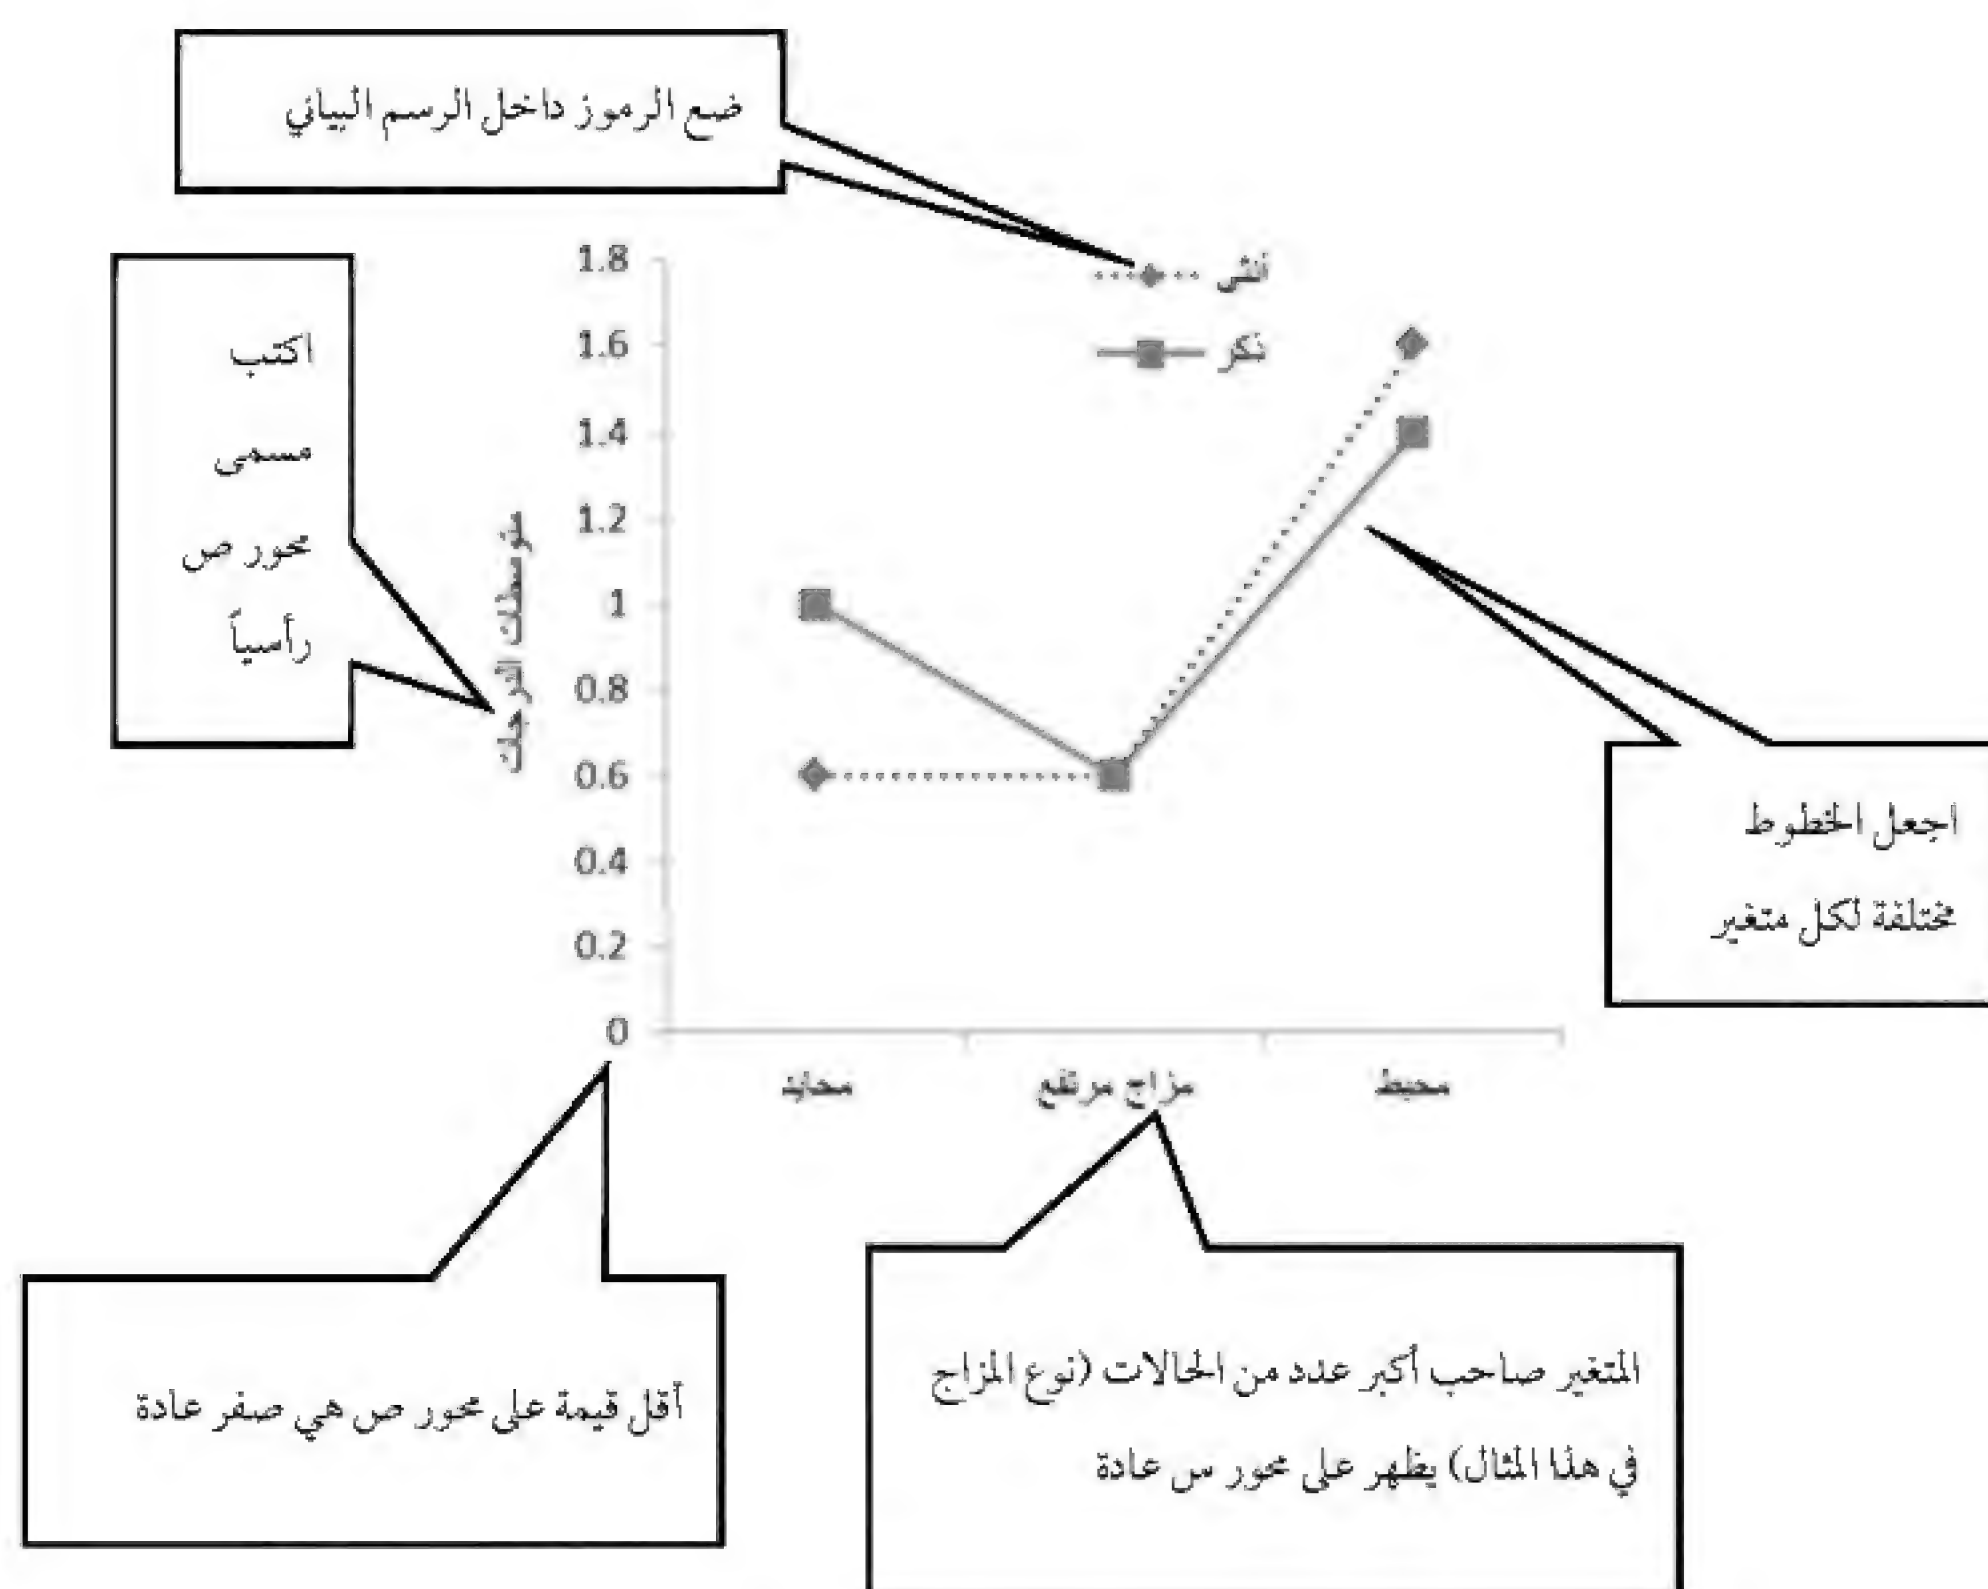 ضع الرموز داخل الرسم البياني
اكتب
مسمى
محور ص
رأسياً
متوسطات الدرجات
1.8
1.6
1.4
1.2
1
0.8
0.6
0.4
0.2
0
أنثى
ذكر
محايد
مزاج مرتفع
محبط
اجعل الخطوط
مختلفة لكل متغير
أقل قيمة على محور ص هي صفر عادة
المتغير صاحب أكبر عدد من الحالات (نوع المزاج
في هذا المثال) يظهر على محور س عادة